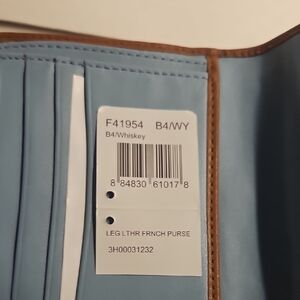 F41954 B4/WY
B4/Whiskey
8 84830 61017 8
LEG LTHR FRNCH PURSE
3H00031232